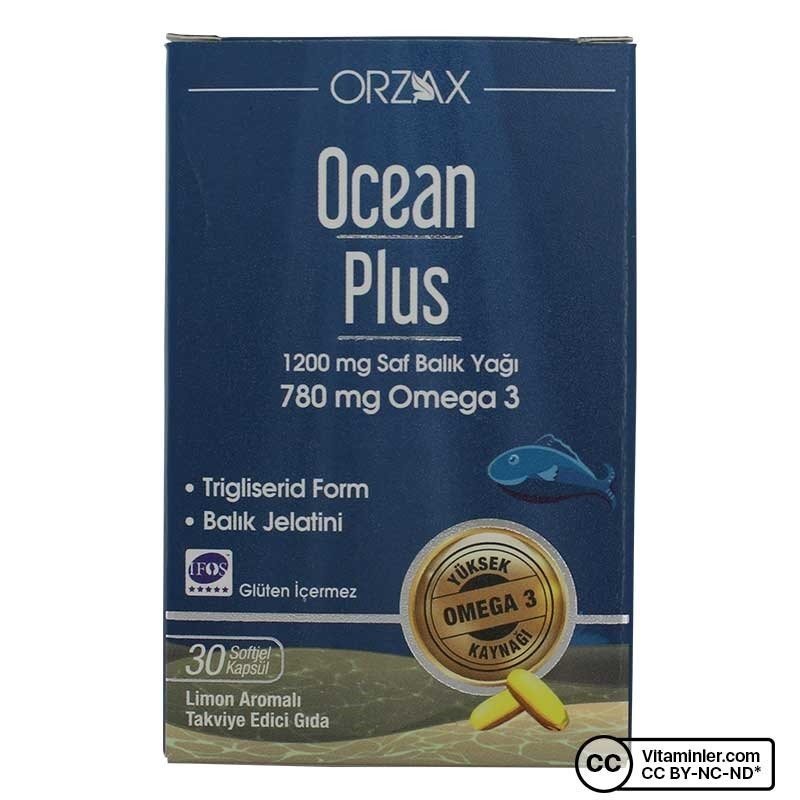 ORZAX
Ocean
Plus
1200 mg Saf Balık Yağı
780 mg Omega 3
• Trigliserid Form
• Balık Jelatini
IFOS
Glüten İçermez
YÜKSEK
OMEGA 3
KAYNAĞI
30 Softjel
Kapsül
Limon Aromalı
Takviye Edici Gıda
CC
Vitaminler.com
CC BY-NC-ND*